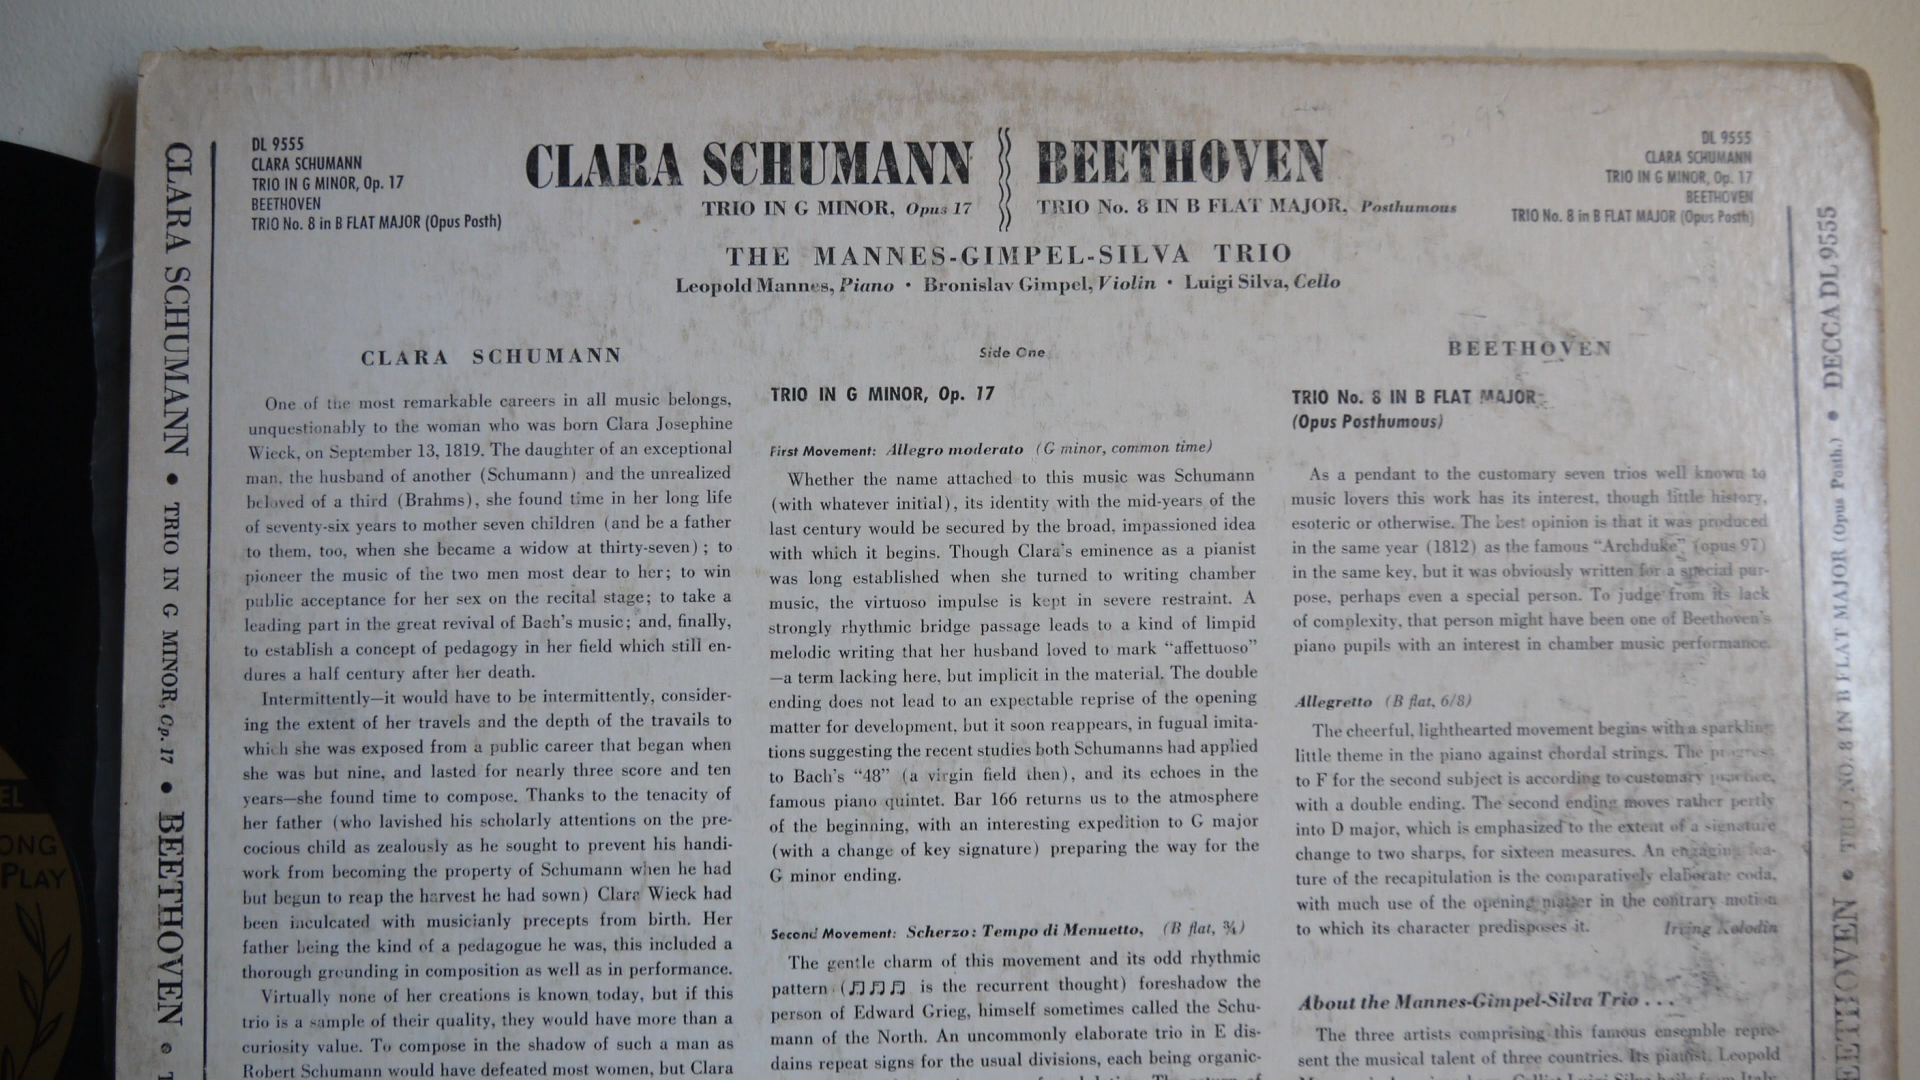 DL 9555
CLARA SCHUMANN
TRIO IN G MINOR, Op. 17
BEETHOVEN
TRIO No. 8 in B FLAT MAJOR (Opus Posth)
CLARA SCHUMANN
TRIO IN G MINOR, Opus 17
BEETHOVEN
TRIO No. 8 IN B FLAT MAJOR, Posthumous
DL 9555
CLARA SCHUMANN
TRIO IN G MINOR, Op. 17
BEETHOVEN
TRIO No. 8 in B FLAT MAJOR (Opus Posth)
THE MANNES-GIMPEL-SILVA TRIO
Leopold Mannes, Piano • Bronislav Gimpel, Violin • Luigi Silva, Cello
CLARA SCHUMANN • TRIO IN G MINOR, Op. 17 • BEETHOVEN •
CLARA SCHUMANN
One of the most remarkable careers in all music belongs,
unquestionably to the woman who was born Clara Josephine
Wieck, on September 13, 1819. The daughter of an exceptional
man, the husband of another (Schumann) and the unrealized
beloved of a third (Brahms), she found time in her long life
of seventy-six years to mother seven children (and be a father
to them, too, when she became a widow at thirty-seven) ; to
pioneer the music of the two men most dear to her; to win
public acceptance for her sex on the recital stage; to take a
leading part in the great revival of Bach's music; and, finally,
to establish a concept of pedagogy in her field which still en-
dures a half century after her death.
Intermittently—it would have to be intermittently, consider-
ing the extent of her travels and the depth of the travails to
which she was exposed from a public career that began when
she was but nine, and lasted for nearly three score and ten
years—she found time to compose. Thanks to the tenacity of
her father (who lavished his scholarly attentions on the pre-
cocious child as zealously as he sought to prevent his handi-
work from becoming the property of Schumann when he had
but begun to reap the harvest he had sown) Clara Wieck had
been inculcated with musicianly precepts from birth. Her
father being the kind of a pedagogue he was, this included a
thorough grounding in composition as well as in performance.
Virtually none of her creations is known today, but if this
trio is a sample of their quality, they would have more than a
curiosity value. To compose in the shadow of such a man as
Robert Schumann would have defeated most women, but Clara
Side One
TRIO IN G MINOR, Op. 17
First Movement: Allegro moderato (G minor, common time)
Whether the name attached to this music was Schumann
(with whatever initial), its identity with the mid-years of the
last century would be secured by the broad, impassioned idea
with which it begins. Though Clara's eminence as a pianist
was long established when she turned to writing chamber
music, the virtuoso impulse is kept in severe restraint. A
strongly rhythmic bridge passage leads to a kind of limpid
melodic writing that her husband loved to mark "affettuoso"
—a term lacking here, but implicit in the material. The double
ending does not lead to an expectable reprise of the opening
matter for development, but it soon reappears, in fugual imita-
tions suggesting the recent studies both Schumanns had applied
to Bach's "48" (a virgin field then), and its echoes in the
famous piano quintet. Bar 166 returns us to the atmosphere
of the beginning, with an interesting expedition to G major
(with a change of key signature) preparing the way for the
G minor ending.
Second Movement: Scherzo: Tempo di Menuetto, (B flat, ¾)
The gentle charm of this movement and its odd rhythmic
pattern (♫ ♫ ♫ is the recurrent thought) foreshadow the
person of Edward Grieg, himself sometimes called the Schu-
mann of the North. An uncommonly elaborate trio in E dis-
dains repeat signs for the usual divisions, each being organic-
BEETHOVEN
TRIO No. 8 IN B FLAT MAJOR
(Opus Posthumous)
As a pendant to the customary seven trios well known to
music lovers this work has its interest, though little history,
esoteric or otherwise. The best opinion is that it was produced
in the same year (1812) as the famous "Archduke" (opus 97)
in the same key, but it was obviously written for a special pur-
pose, perhaps even a special person. To judge from its lack
of complexity, that person might have been one of Beethoven's
piano pupils with an interest in chamber music performance.
Allegretto (B flat, 6/8)
The cheerful, lighthearted movement begins with a sparkling
little theme in the piano against chordal strings. The progress
to F for the second subject is according to customary practice,
with a double ending. The second ending moves rather pertly
into D major, which is emphasized to the extent of a signature
change to two sharps, for sixteen measures. An engaging fea-
ture of the recapitulation is the comparatively elaborate coda,
with much use of the opening matter in the contrary motion
to which its character predisposes it.
Irving Kolodin
About the Mannes-Gimpel-Silva Trio . . .
The three artists comprising this famous ensemble repre-
sent the musical talent of three countries. Its pianist, Leopold
BEETHOVEN • TRIO NO. 8 IN B FLAT MAJOR (Opus Posth.) • DECCA DL 9555
ONG
PLAY